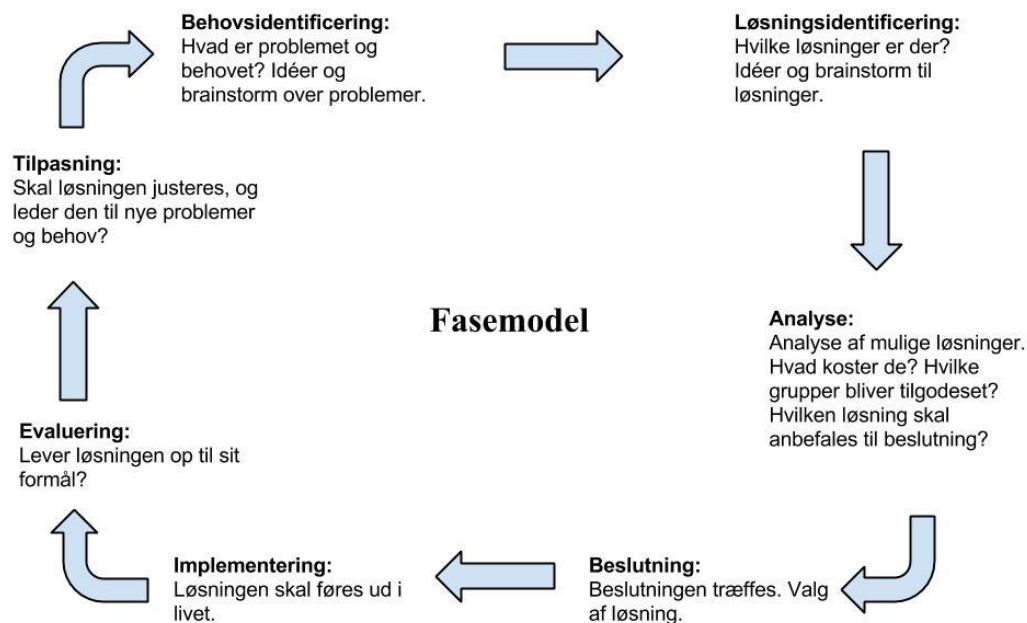 Behovsidentificering:
Hvad er problemet og
behovet? Idéer og
brainstorm over problemer.
Løsningsidentificering:
Hvilke løsninger er der?
Idéer og brainstorm til
løsninger.
Analyse:
Analyse af mulige løsninger.
Hvad koster de? Hvilke
grupper bliver tilgodeset?
Hvilken løsning skal
anbefales til beslutning?
Beslutning:
Beslutningen træffes. Valg
af løsning.
Implementering:
Løsningen skal føres ud i
livet.
Evaluering:
Lever løsningen op til sit
formål?
Tilpasning:
Skal løsningen justeres, og
leder den til nye problemer
og behov?
Fasemodel